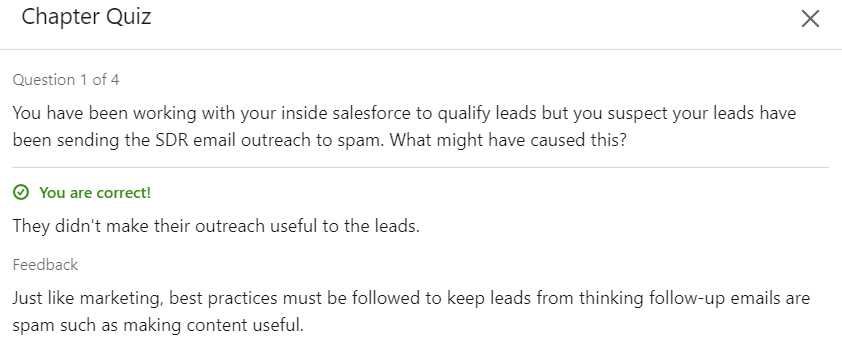 Chapter Quiz
Question 1 of 4
You have been working with your inside salesforce to qualify leads but you suspect your leads have
been sending the SDR email outreach to spam. What might have caused this?
You are correct!
They didn't make their outreach useful to the leads.
Feedback
Just like marketing, best practices must be followed to keep leads from thinking follow-up emails are
spam such as making content useful.